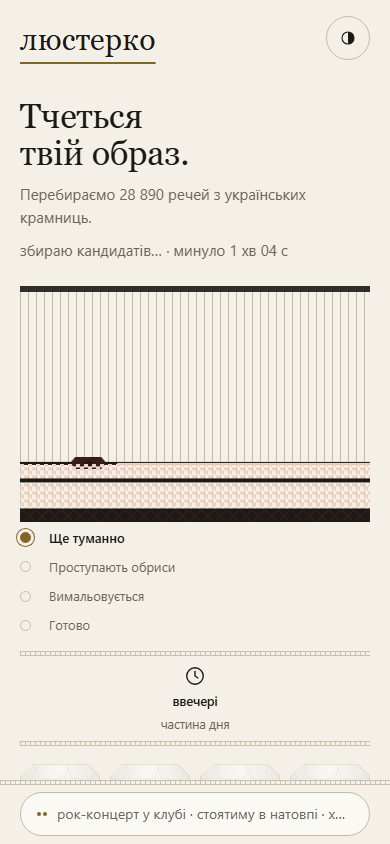 люстерко
Тчеться
твій образ.
Перебираємо 28 890 речей з українських
крамниць.
збираю кандидатів... · минуло 1 хв 04 с
Ще туманно
Проступають обриси
Вимальовується
Готово
ввечері
частина дня
рок-концерт у клубі · стоятиму в натовпі · х...